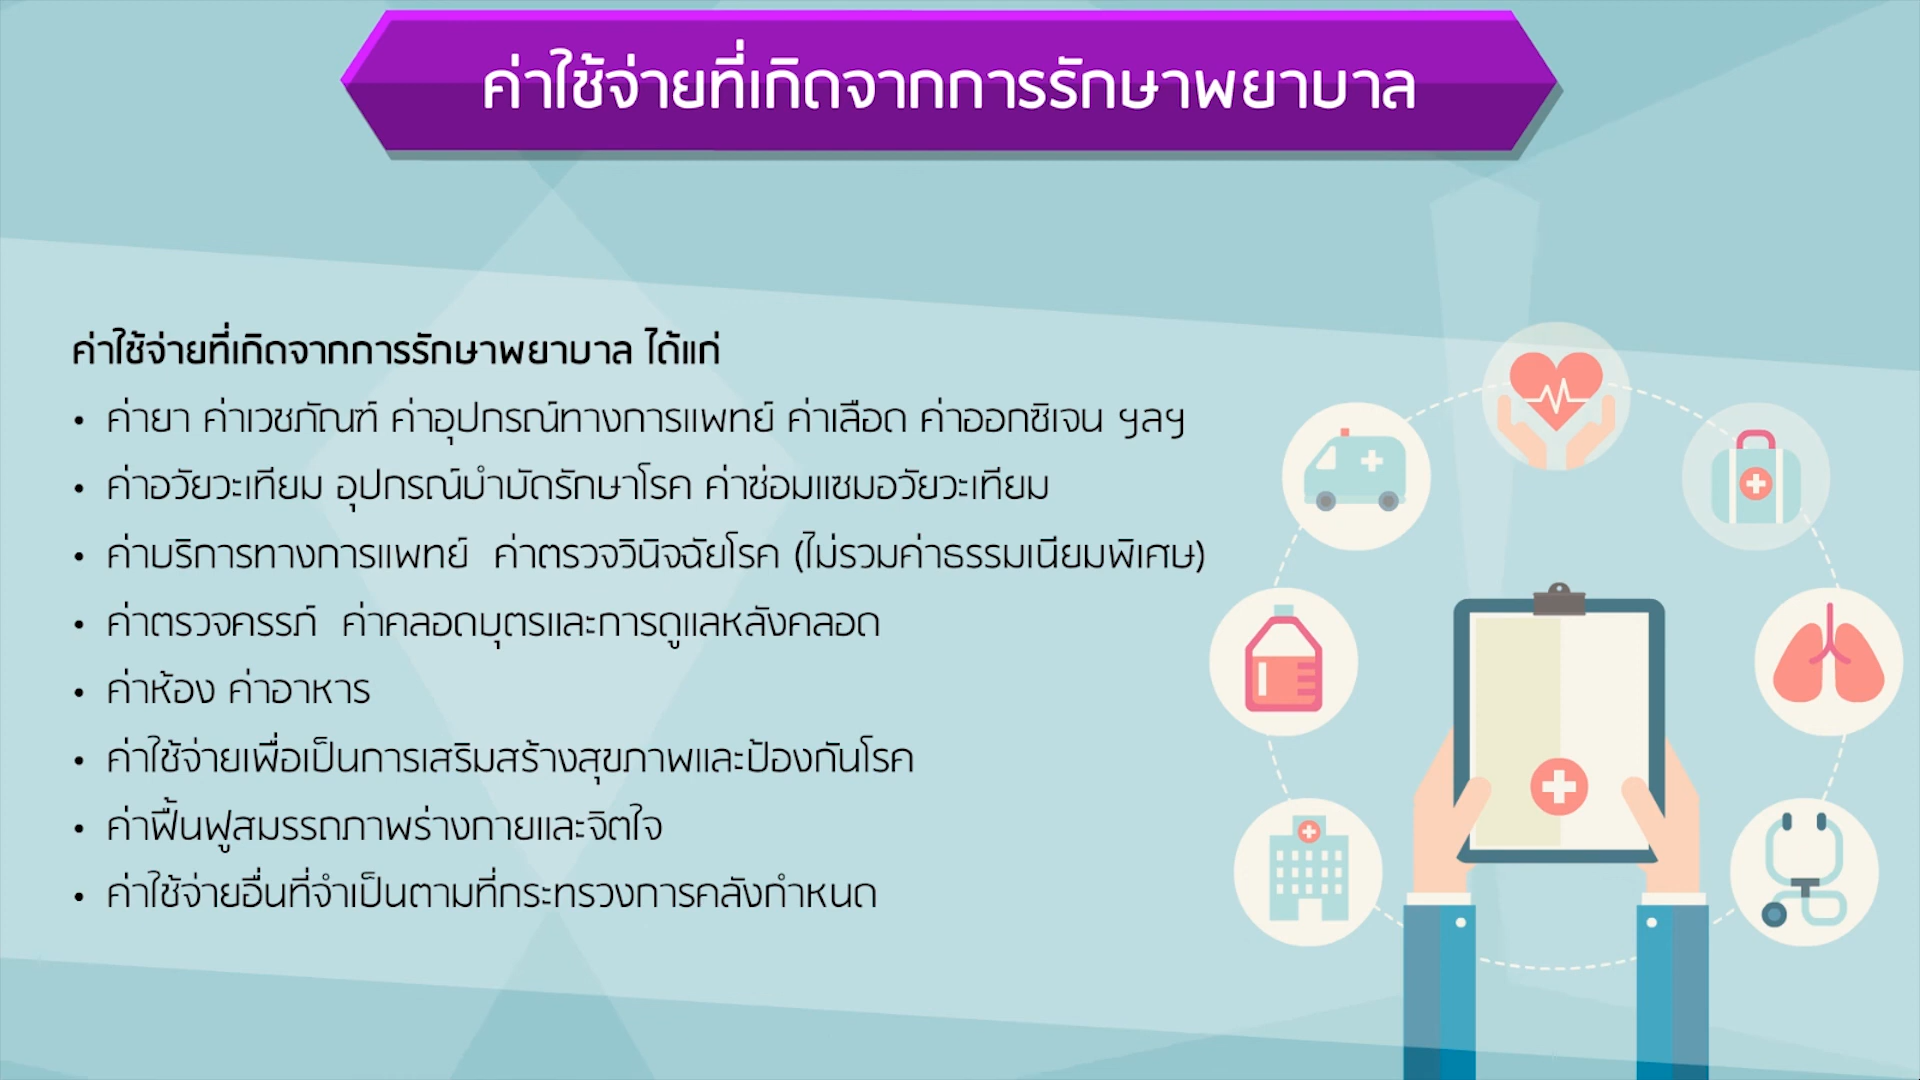 ค่าใช้จ่ายที่เกิดจากการรักษาพยาบาล
ค่าใช้จ่ายที่เกิดจากการรักษาพยาบาล ได้แก่
• ค่ายา ค่าเวชภัณฑ์ ค่าอุปกรณ์ทางการแพทย์ ค่าเลือด ค่าออกซิเจน ฯลฯ
• ค่าอวัยวะเทียม อุปกรณ์บำบัดรักษาโรค ค่าซ่อมแซมอวัยวะเทียม
• ค่าบริการทางการแพทย์  ค่าตรวจวินิจฉัยโรค (ไม่รวมค่าธรรมเนียมพิเศษ)
• ค่าตรวจครรภ์  ค่าคลอดบุตรและการดูแลหลังคลอด
• ค่าห้อง ค่าอาหาร
• ค่าใช้จ่ายเพื่อเป็นการเสริมสร้างสุขภาพและป้องกันโรค
• ค่าฟื้นฟูสมรรถภาพร่างกายและจิตใจ
• ค่าใช้จ่ายอื่นที่จำเป็นตามที่กระทรวงการคลังกำหนด